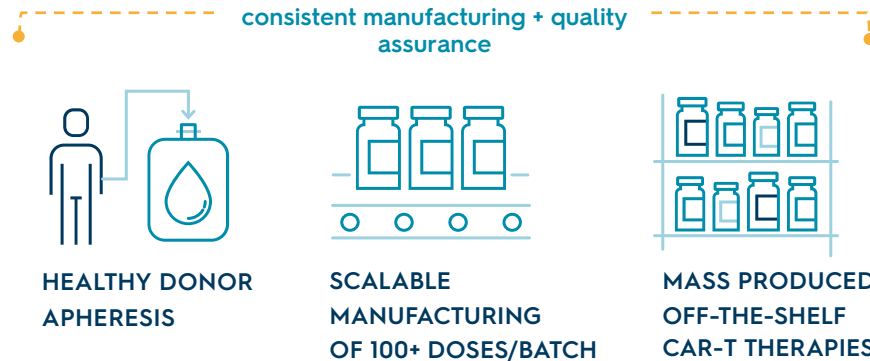 consistent manufacturing + quality
assurance
HEALTHY DONOR
APHERESIS
SCALABLE
MANUFACTURING
OF 100+ DOSES/BATCH
MASS PRODUCED
OFF-THE-SHELF
CAR-T THERAPIES